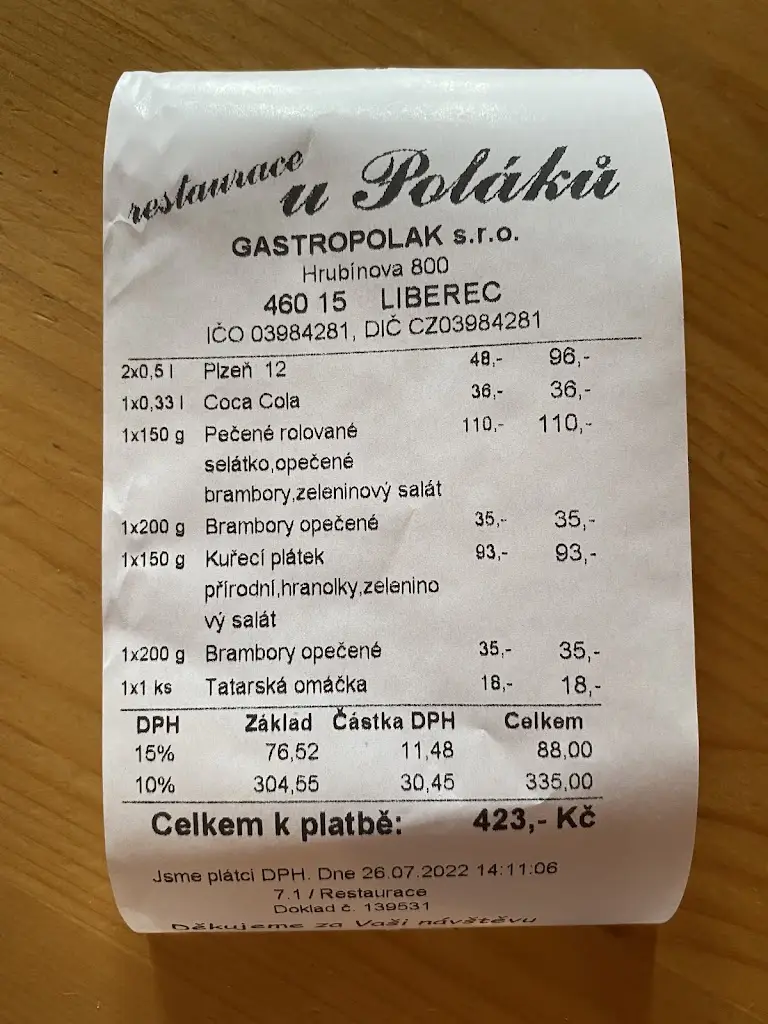 restaurace u Poláků
GASTROPOLAK s.r.o.
Hrubínova 800
460 15 LIBEREC
IČO 03984281, DIČ CZ03984281
2x0,5 l Plzeň 12 48,- 96,-
1x0,33 l Coca Cola 36,- 36,-
1x150 g Pečené rolované 110,- 110,-
selátko,opečené
brambory,zeleninový salát
1x200 g Brambory opečené 35,- 35,-
1x150 g Kuřecí plátek 93,- 93,-
přírodní,hranolky,zelenino
vý salát
1x200 g Brambory opečené 35,- 35,-
1x1 ks Tatarská omáčka 18,- 18,-
DPH Základ Částka DPH Celkem
15% 76,52 11,48 88,00
10% 304,55 30,45 335,00
Celkem k platbě: 423,- Kč
Jsme plátci DPH. Dne 26.07.2022 14:11:06
7.1 / Restaurace
Doklad č. 139531
Děkujeme za Vaši návštěvu